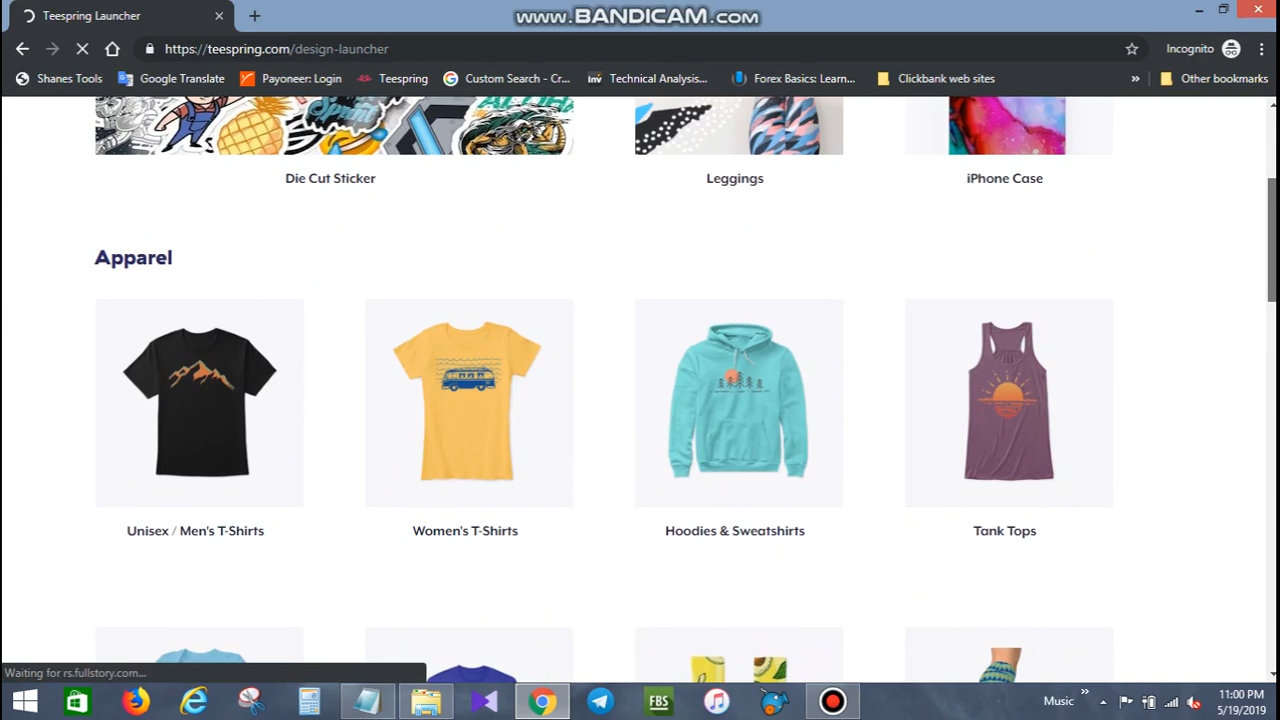 Teespring Launcher
www.BANDICAM.com
https://teespring.com/design-launcher
Incognito
Shanes Tools
Google Translate
Payoneer: Login
Teespring
Custom Search - Cr...
inv
Technical Analysis...
Forex Basics: Learn...
Clickbank web sites
»
Other bookmarks
Die Cut Sticker
Leggings
iPhone Case
Apparel
Unisex / Men's T-Shirts
Women's T-Shirts
Hoodies & Sweatshirts
Tank Tops
Waiting for rs.fullstory.com...
FBS
Music
»
11:00 PM
5/19/2019